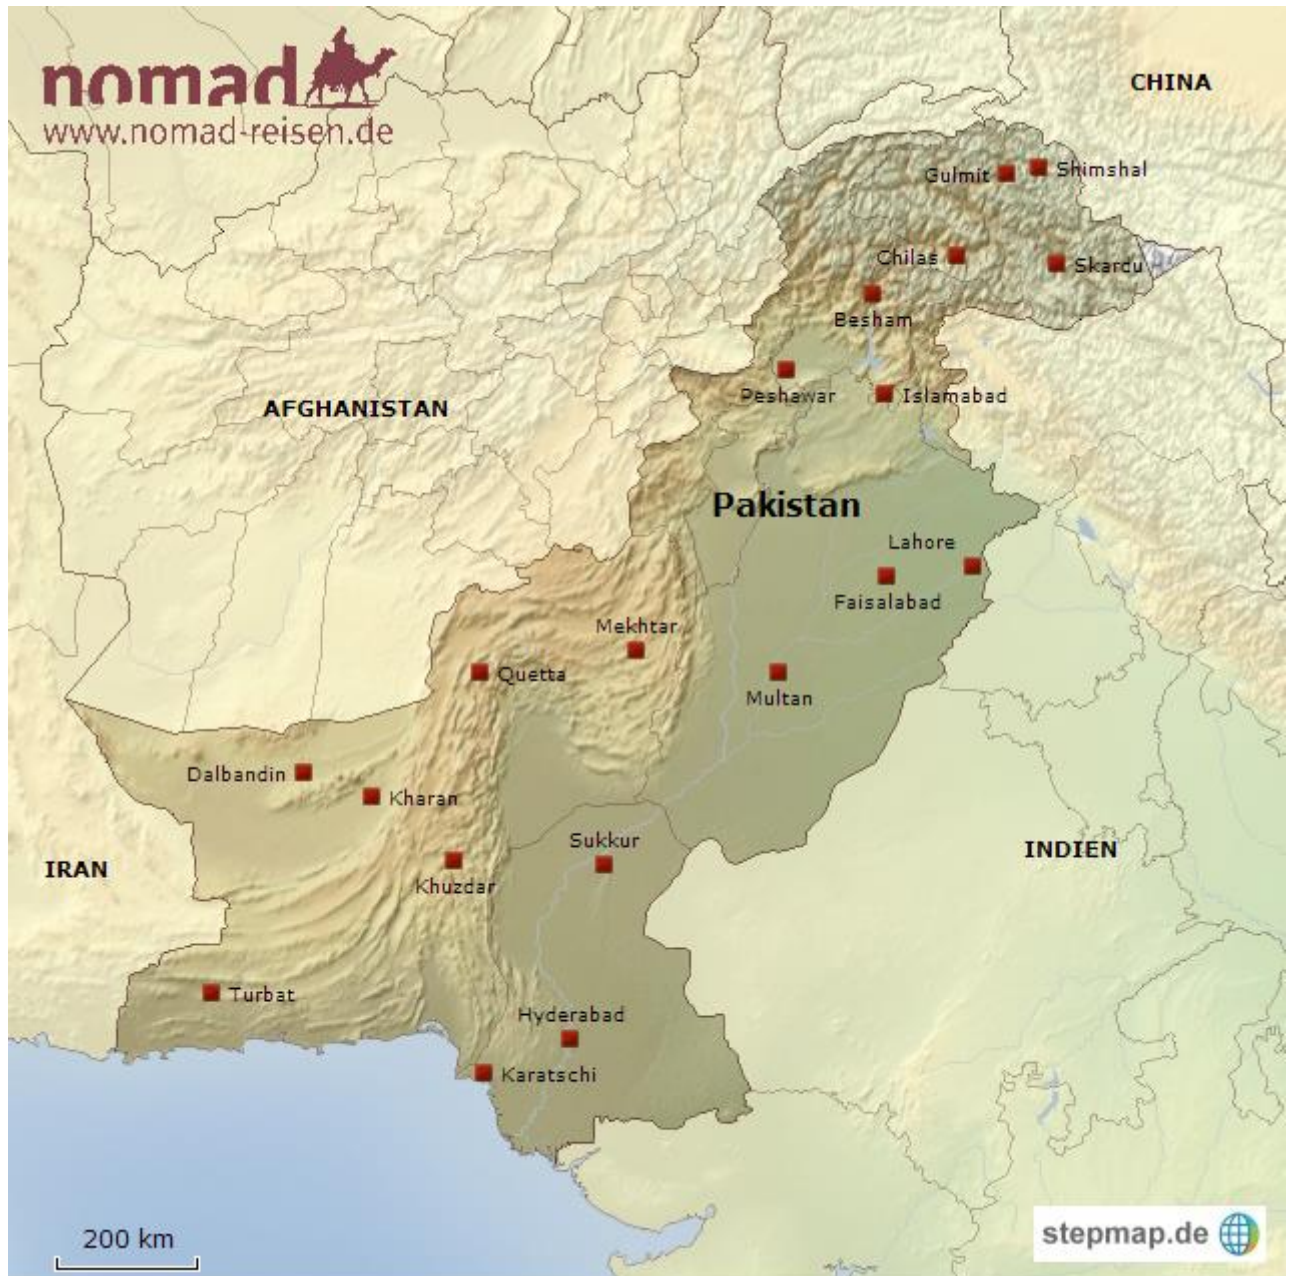 nomad
www.nomad-reisen.de
CHINA
Gulmit
Shimshal
Chilas
Skardu
Besham
Peshawar
Islamabad
AFGHANISTAN
Pakistan
Lahore
Faisalabad
Mekhtar
Quetta
Multan
Dalbandin
Kharan
Sukkur
INDIEN
IRAN
Khuzdar
Turbat
Hyderabad
Karatschi
200 km
stepmap.de